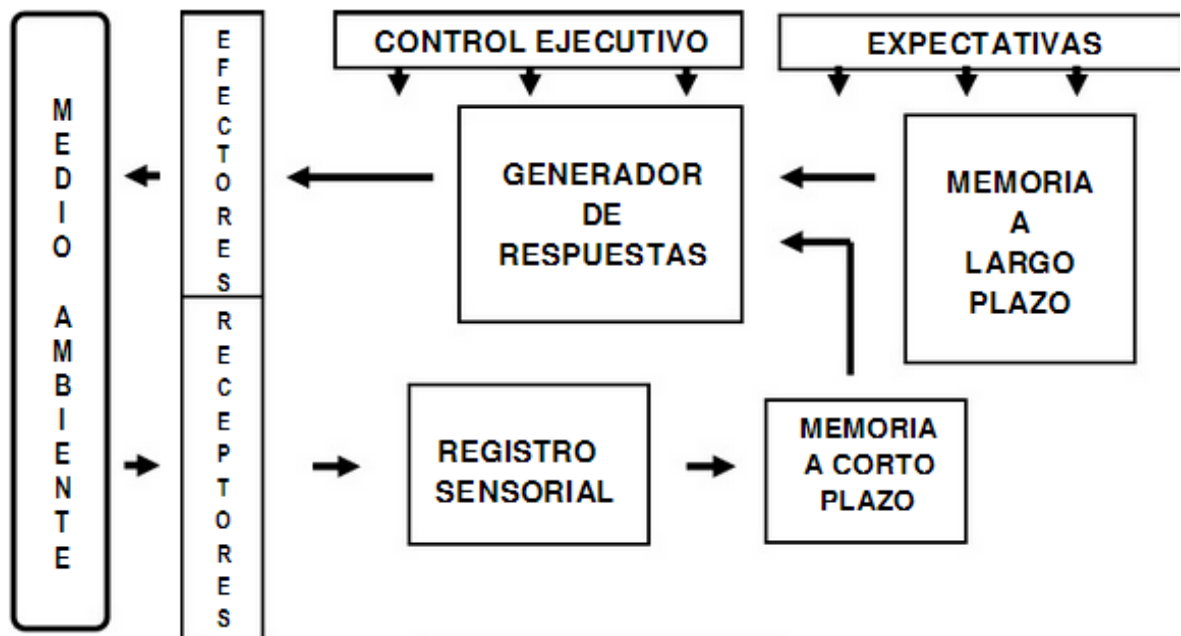 MEDIO AMBIENTE
EFECTORES
RECEPTORES
CONTROL EJECUTIVO
EXPECTATIVAS
GENERADOR
DE
RESPUESTAS
MEMORIA
A
LARGO
PLAZO
REGISTRO
SENSORIAL
MEMORIA
A CORTO
PLAZO